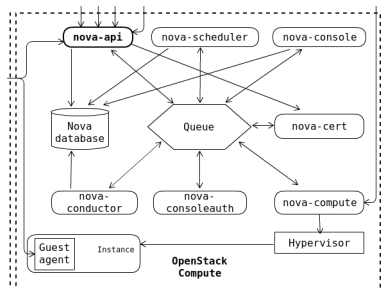 nova-api
nova-scheduler
nova-console
Nova
database
Queue
nova-cert
nova-
conductor
nova-
consoleauth
nova-compute
Hypervisor
Guest
agent
Instance
OpenStack
Compute